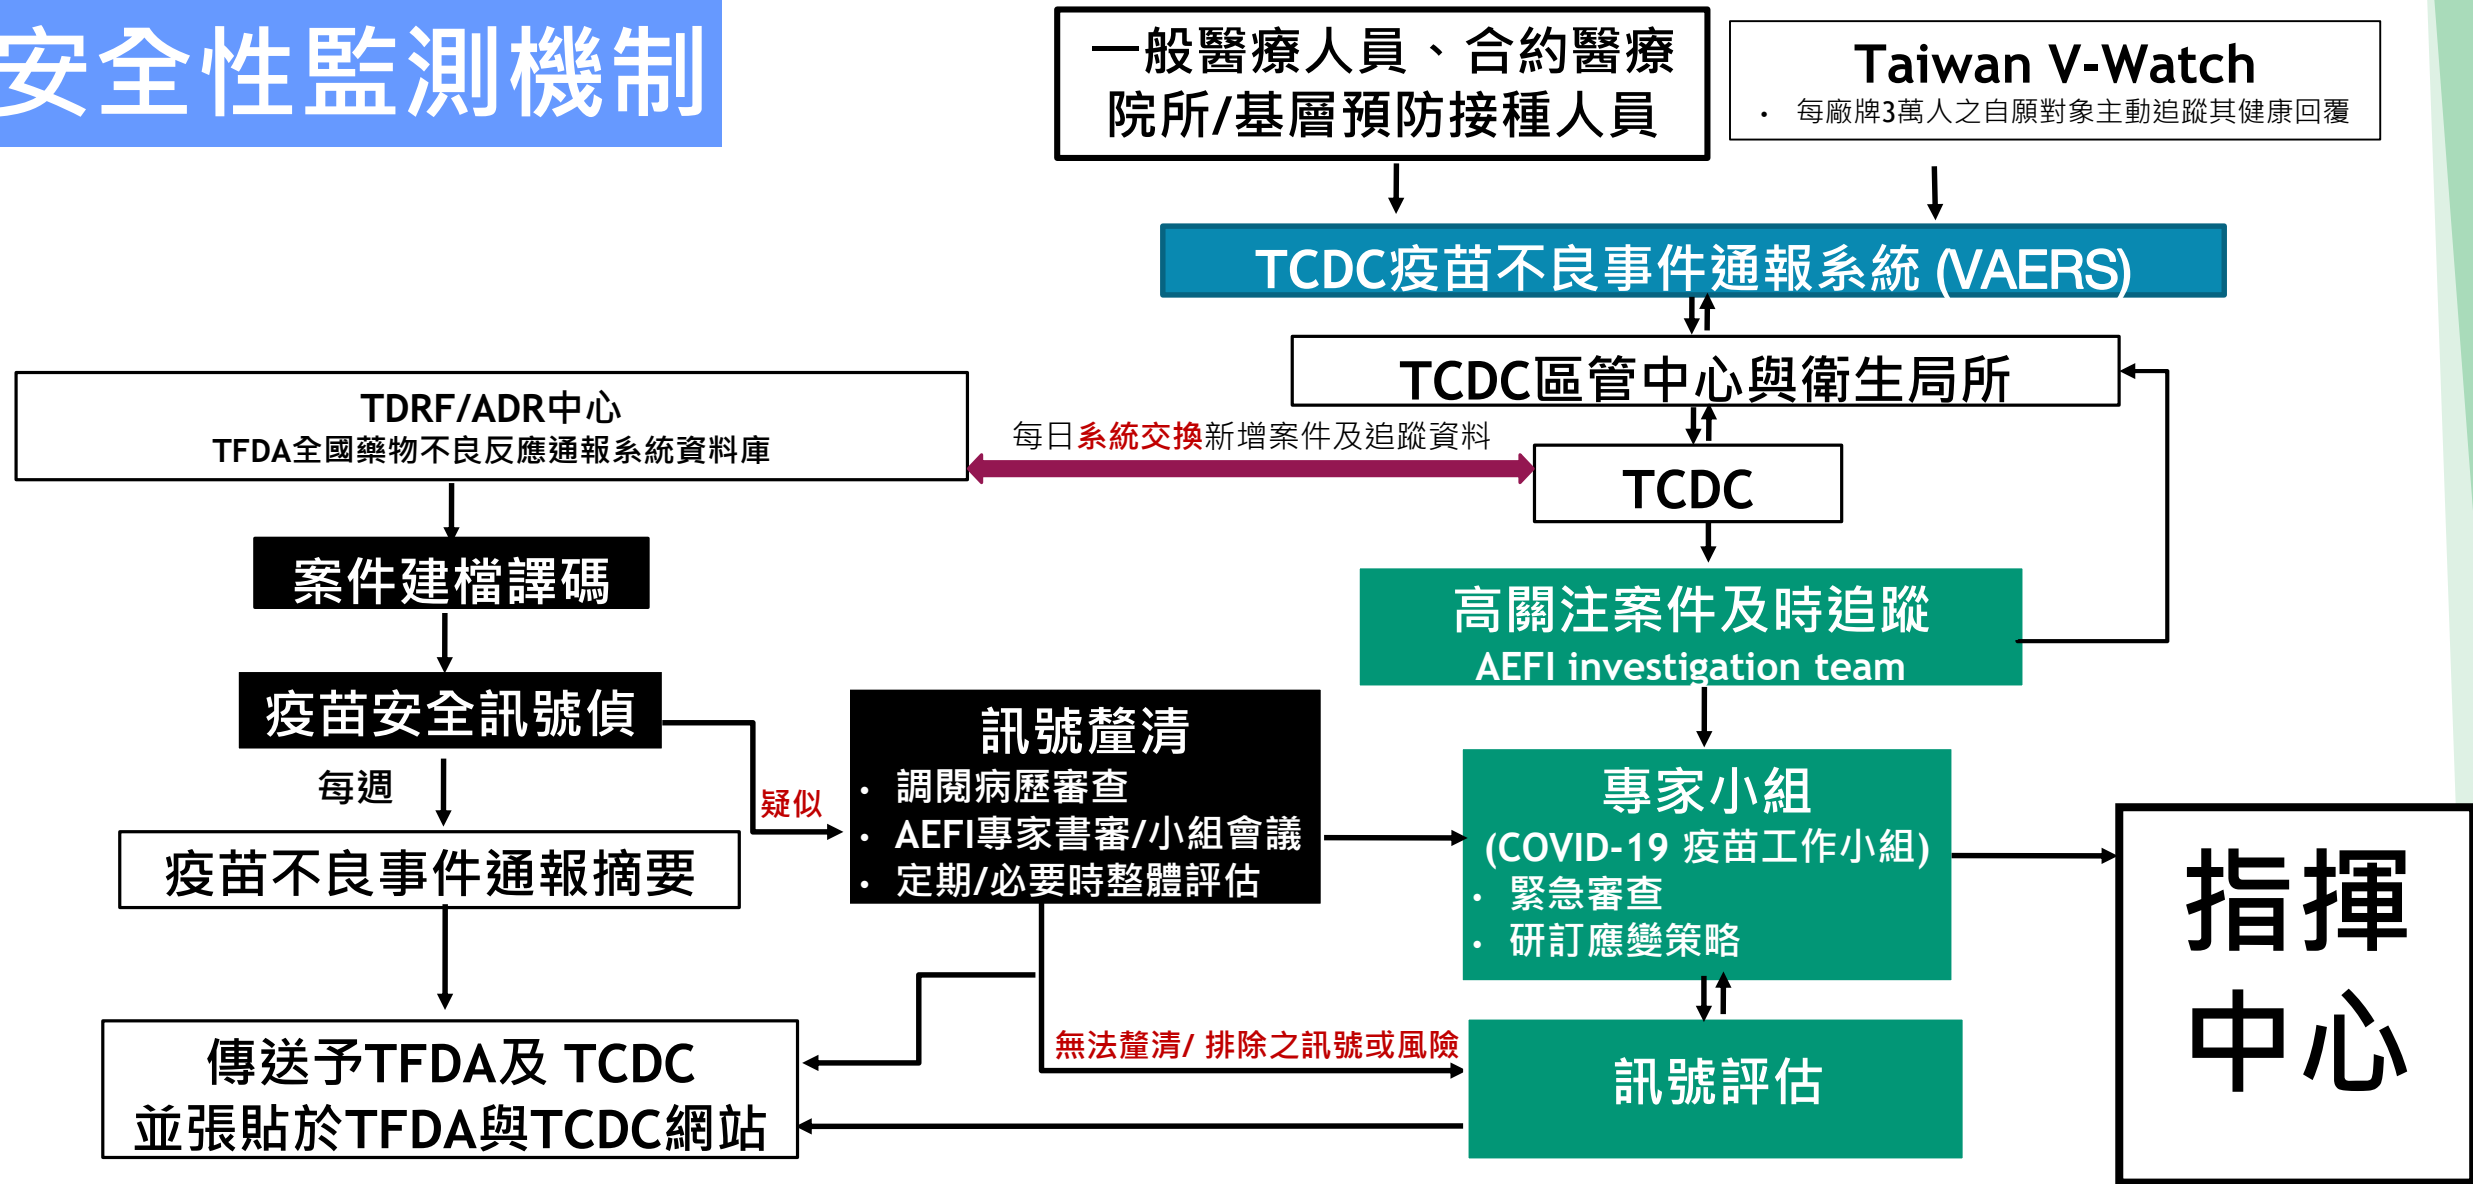 安全性監測機制
一般醫療人員、合約醫療
院所/基層預防接種人員
Taiwan V-Watch
• 每廠牌3萬人之自願對象主動追蹤其健康回覆
TCDC疫苗不良事件通報系統 (VAERS)
TCDC區管中心與衛生局所
TDRF/ADR中心
TFDA全國藥物不良反應通報系統資料庫
每日系統交換新增案件及追蹤資料
TCDC
案件建檔譯碼
高關注案件及時追蹤
AEFI investigation team
疫苗安全訊號偵
每週
疑似
訊號釐清
• 調閱病歷審查
• AEFI專家書審/小組會議
• 定期/必要時整體評估
專家小組
(COVID-19 疫苗工作小組)
• 緊急審查
• 研訂應變策略
指揮
中心
疫苗不良事件通報摘要
傳送予TFDA及 TCDC
並張貼於TFDA與TCDC網站
無法釐清/ 排除之訊號或風險
訊號評估